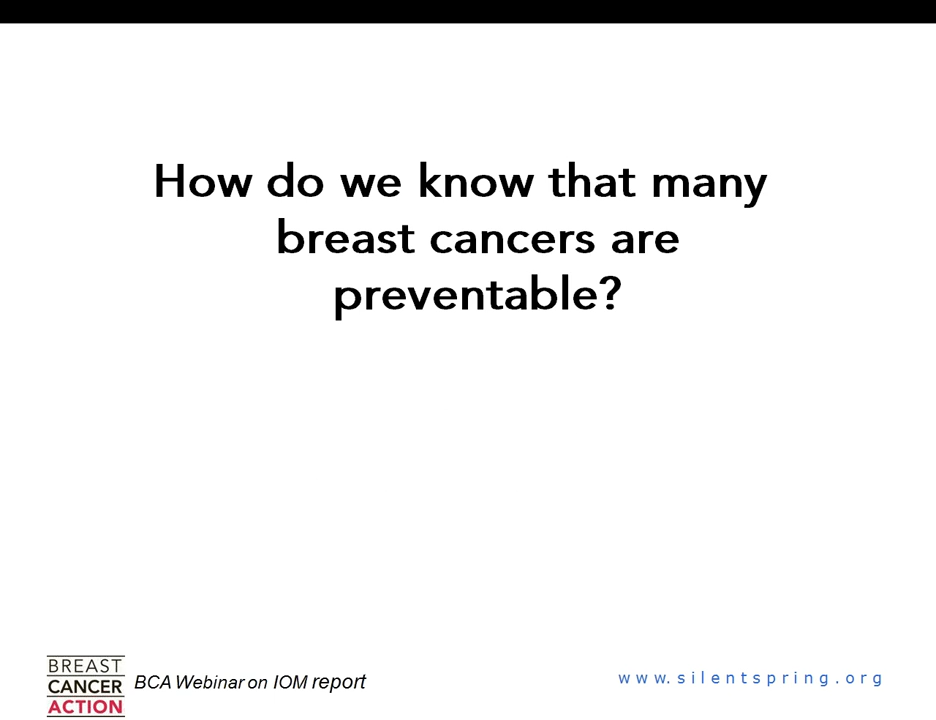 How do we know that many
breast cancers are
preventable?
BREAST
CANCER
ACTION
BCA Webinar on IOM report
www.silentspring.org